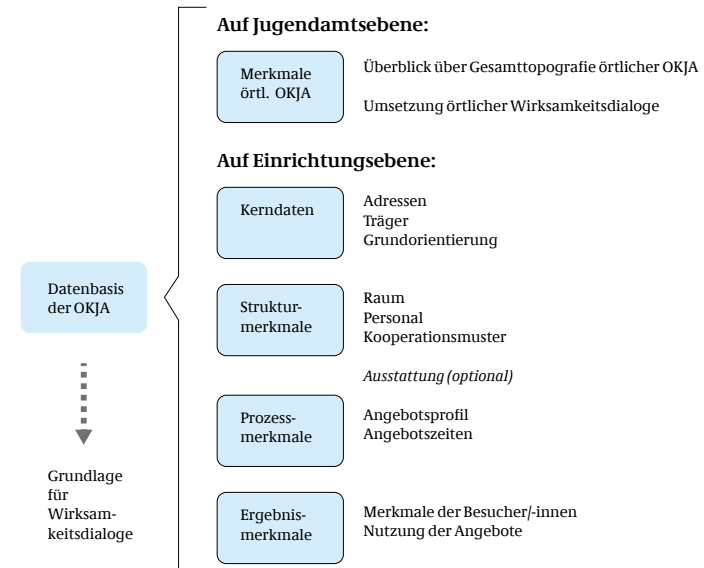 Auf Jugendamtsebene:
Merkmale
örtl. OKJA
Überblick über Gesamttopografie örtlicher OKJA
Umsetzung örtlicher Wirksamkeitsdialoge
Auf Einrichtungsebene:
Kerndaten
Adressen
Träger
Grundorientierung
Datenbasis
der OKJA
Struktur-
merkmale
Raum
Personal
Kooperationsmuster
Ausstattung (optional)
Prozess-
merkmale
Angebotsprofil
Angebotszeiten
Grundlage
für
Wirksam-
keitsdialoge
Ergebnis-
merkmale
Merkmale der Besucher/-innen
Nutzung der Angebote